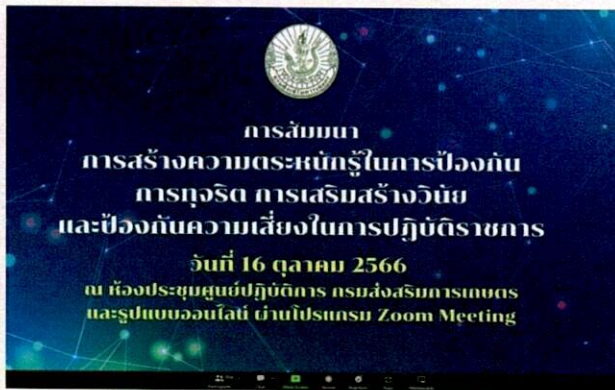 การสัมมนา
การสร้างความตระหนักรู้ในการป้องกัน
การทุจริต การเสริมสร้างวินัย
และป้องกันความเสี่ยงในการปฏิบัติราชการ
วันที่ 16 ตุลาคม 2566
ณ ห้องประชุมศูนย์ปฏิบัติการ กรมส่งเสริมการเกษตร
และรูปแบบออนไลน์ ผ่านโปรแกรม Zoom Meeting